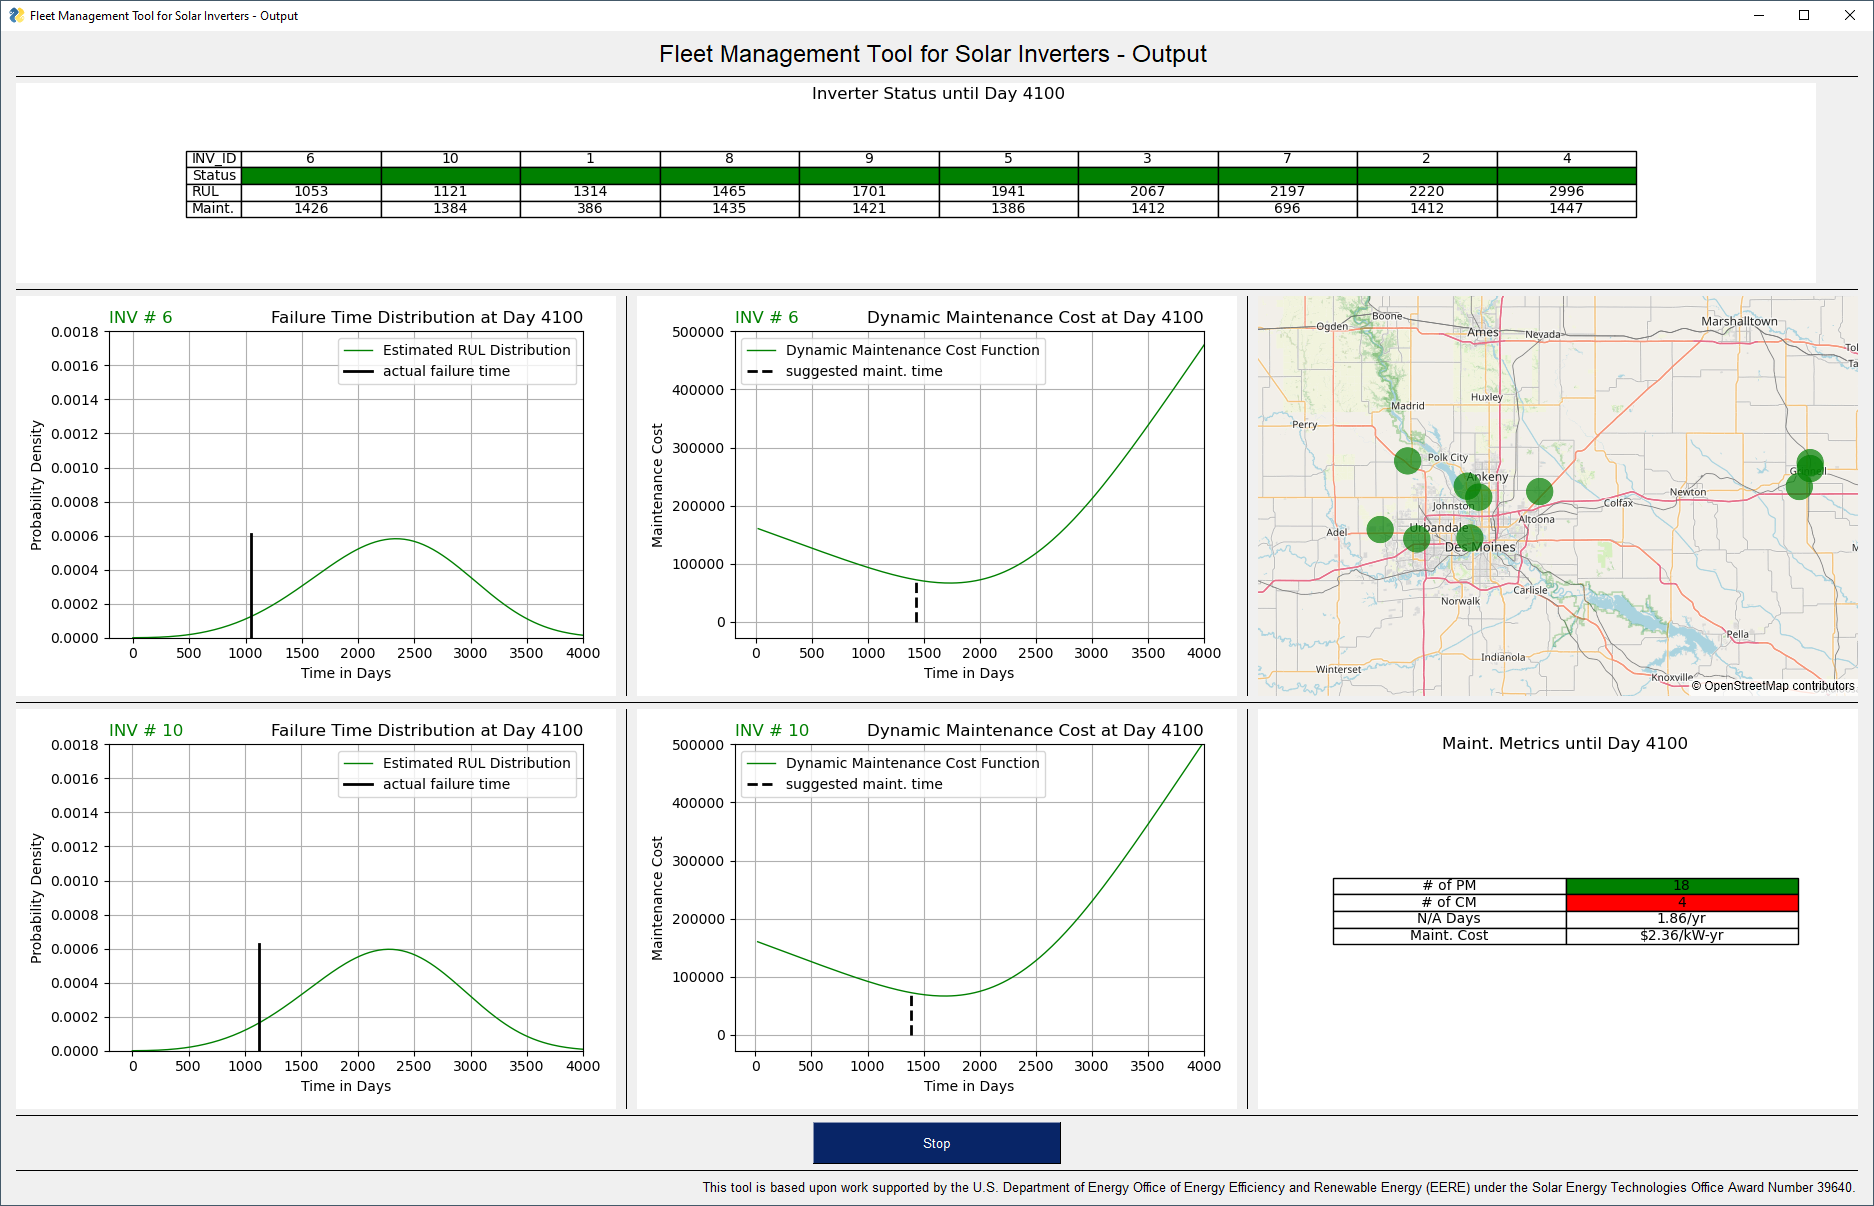 Fleet Management Tool for Solar Inverters - Output
Fleet Management Tool for Solar Inverters - Output
Inverter Status until Day 4100
INV_ID 6 10 1 8 9 5 3 7 2 4
Status
RUL 1053 1121 1314 1465 1701 1941 2067 2197 2220 2996
Maint. 1426 1384 386 1435 1421 1386 1412 696 1412 1447
INV # 6 Failure Time Distribution at Day 4100
Estimated RUL Distribution
actual failure time
Probability Density
0.0018
0.0016
0.0014
0.0012
0.0010
0.0008
0.0006
0.0004
0.0002
0.0000
0 500 1000 1500 2000 2500 3000 3500 4000
Time in Days
INV # 6 Dynamic Maintenance Cost at Day 4100
Dynamic Maintenance Cost Function
suggested maint. time
Maintenance Cost
500000
400000
300000
200000
100000
0
0 500 1000 1500 2000 2500 3000 3500 4000
Time in Days
Boone
Ogden
Ames
Nevada
Marshalltown
Tol
Ta
Huxley
Madrid
Perry
Polk City
Ankeny
Newton
Colfax
Johnston
Altoona
Adel
Urbandale
Des Moines
M
Carlisle
Norwalk
Pella
Indianola
Winterset
Knoxville
© OpenStreetMap contributors
INV # 10 Failure Time Distribution at Day 4100
Estimated RUL Distribution
actual failure time
Probability Density
0.0018
0.0016
0.0014
0.0012
0.0010
0.0008
0.0006
0.0004
0.0002
0.0000
0 500 1000 1500 2000 2500 3000 3500 4000
Time in Days
INV # 10 Dynamic Maintenance Cost at Day 4100
Dynamic Maintenance Cost Function
suggested maint. time
Maintenance Cost
500000
400000
300000
200000
100000
0
0 500 1000 1500 2000 2500 3000 3500 4000
Time in Days
Maint. Metrics until Day 4100
# of PM 18
# of CM 4
N/A Days 1.86/yr
Maint. Cost $2.36/kW-yr
Stop
This tool is based upon work supported by the U.S. Department of Energy Office of Energy Efficiency and Renewable Energy (EERE) under the Solar Energy Technologies Office Award Number 39640.